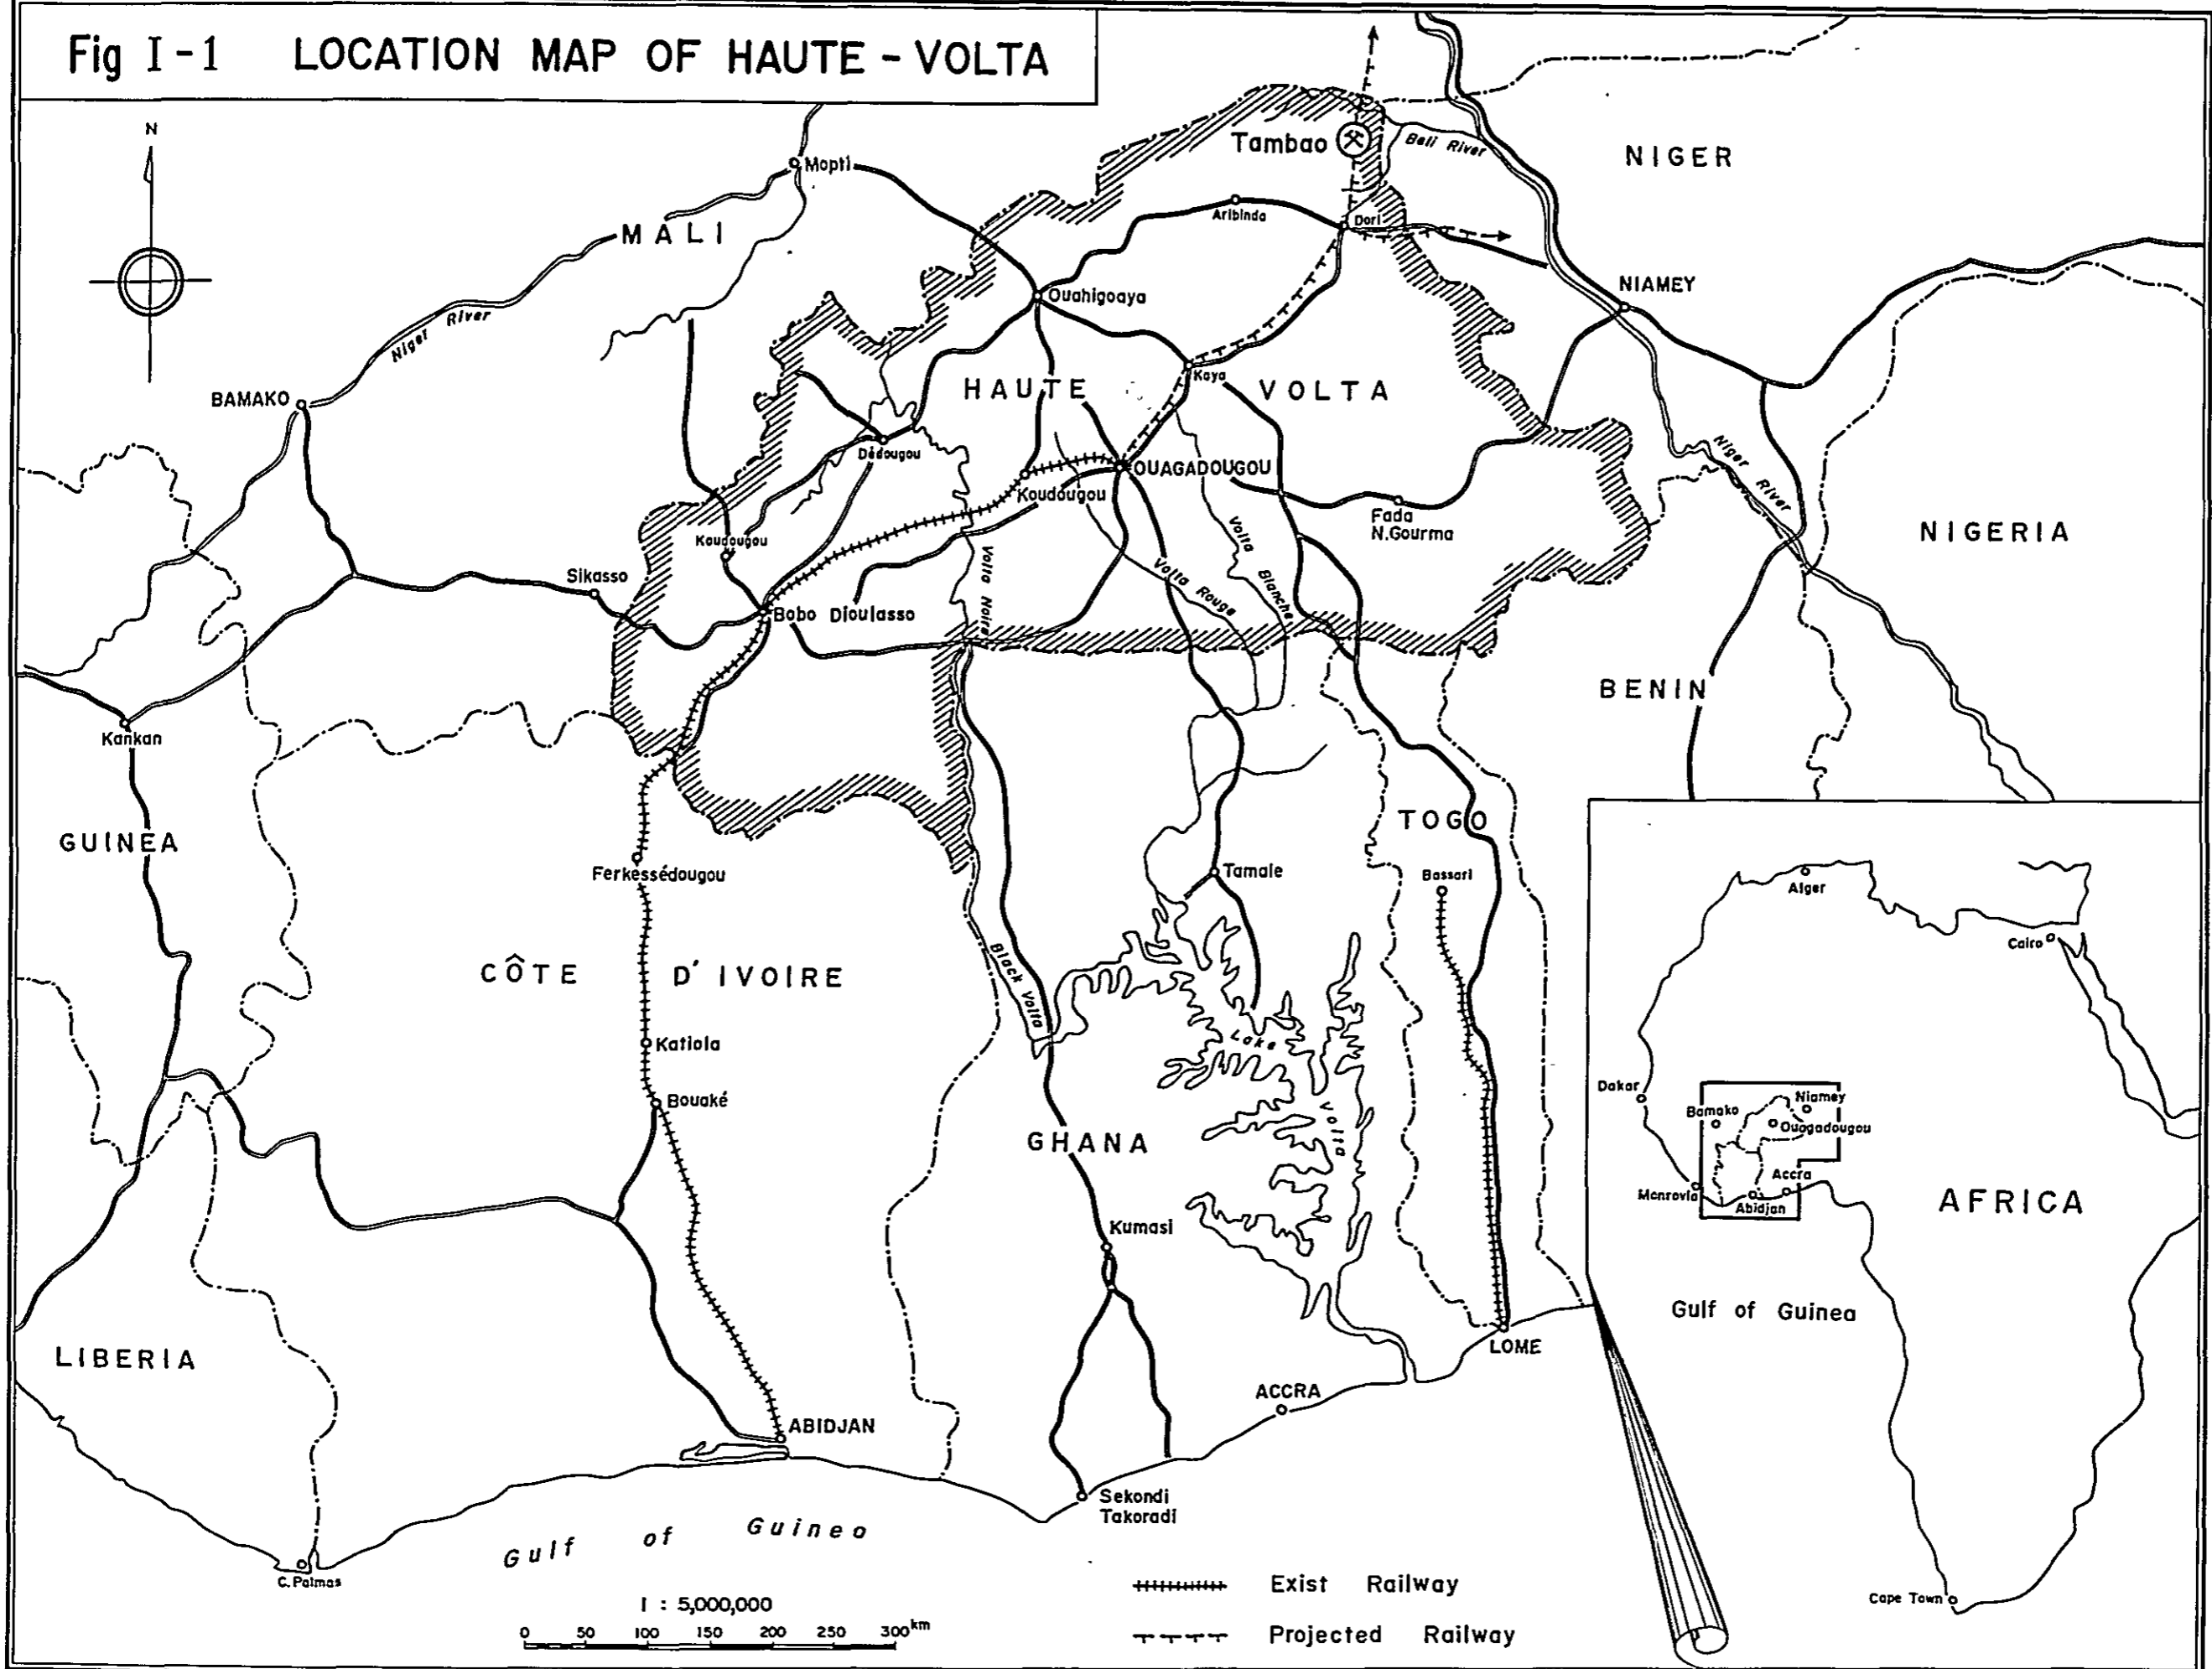 Fig I-1 LOCATION MAP OF HAUTE-VOLTA
N
Tambao
Beli River
NIGER
Mopti
MALI
Aribinda
Dori
Niger River
Ouahigoaya
NIAMEY
BAMAKO
HAUTE VOLTA
Kaya
Dédougou
OUAGADOUGOU
Koudougou
Niger River
Fada
N.Gourma
NIGERIA
Koudougou
Sikasso
Volta Noire
Volta Rouge
Volta Blanche
Bobo Dioulasso
BENIN
Kankan
GUINEA
TOGO
Ferkessédougou
Tamale
Bassari
CÔTE D'IVOIRE
Black Volta
Katiola
Lake Volta
Bouaké
GHANA
Kumasi
LIBERIA
LOME
ACCRA
ABIDJAN
Sekondi
Takoradi
Gulf of Guineo
C.Palmas
1 : 5,000,000
0 50 100 150 200 250 300km
Exist Railway
Projected Railway
Alger
Cairo
Dakar
Bamako
Niamey
Ouagadougou
Accra
Monrovia
Abidjan
AFRICA
Gulf of Guinea
Cape Town